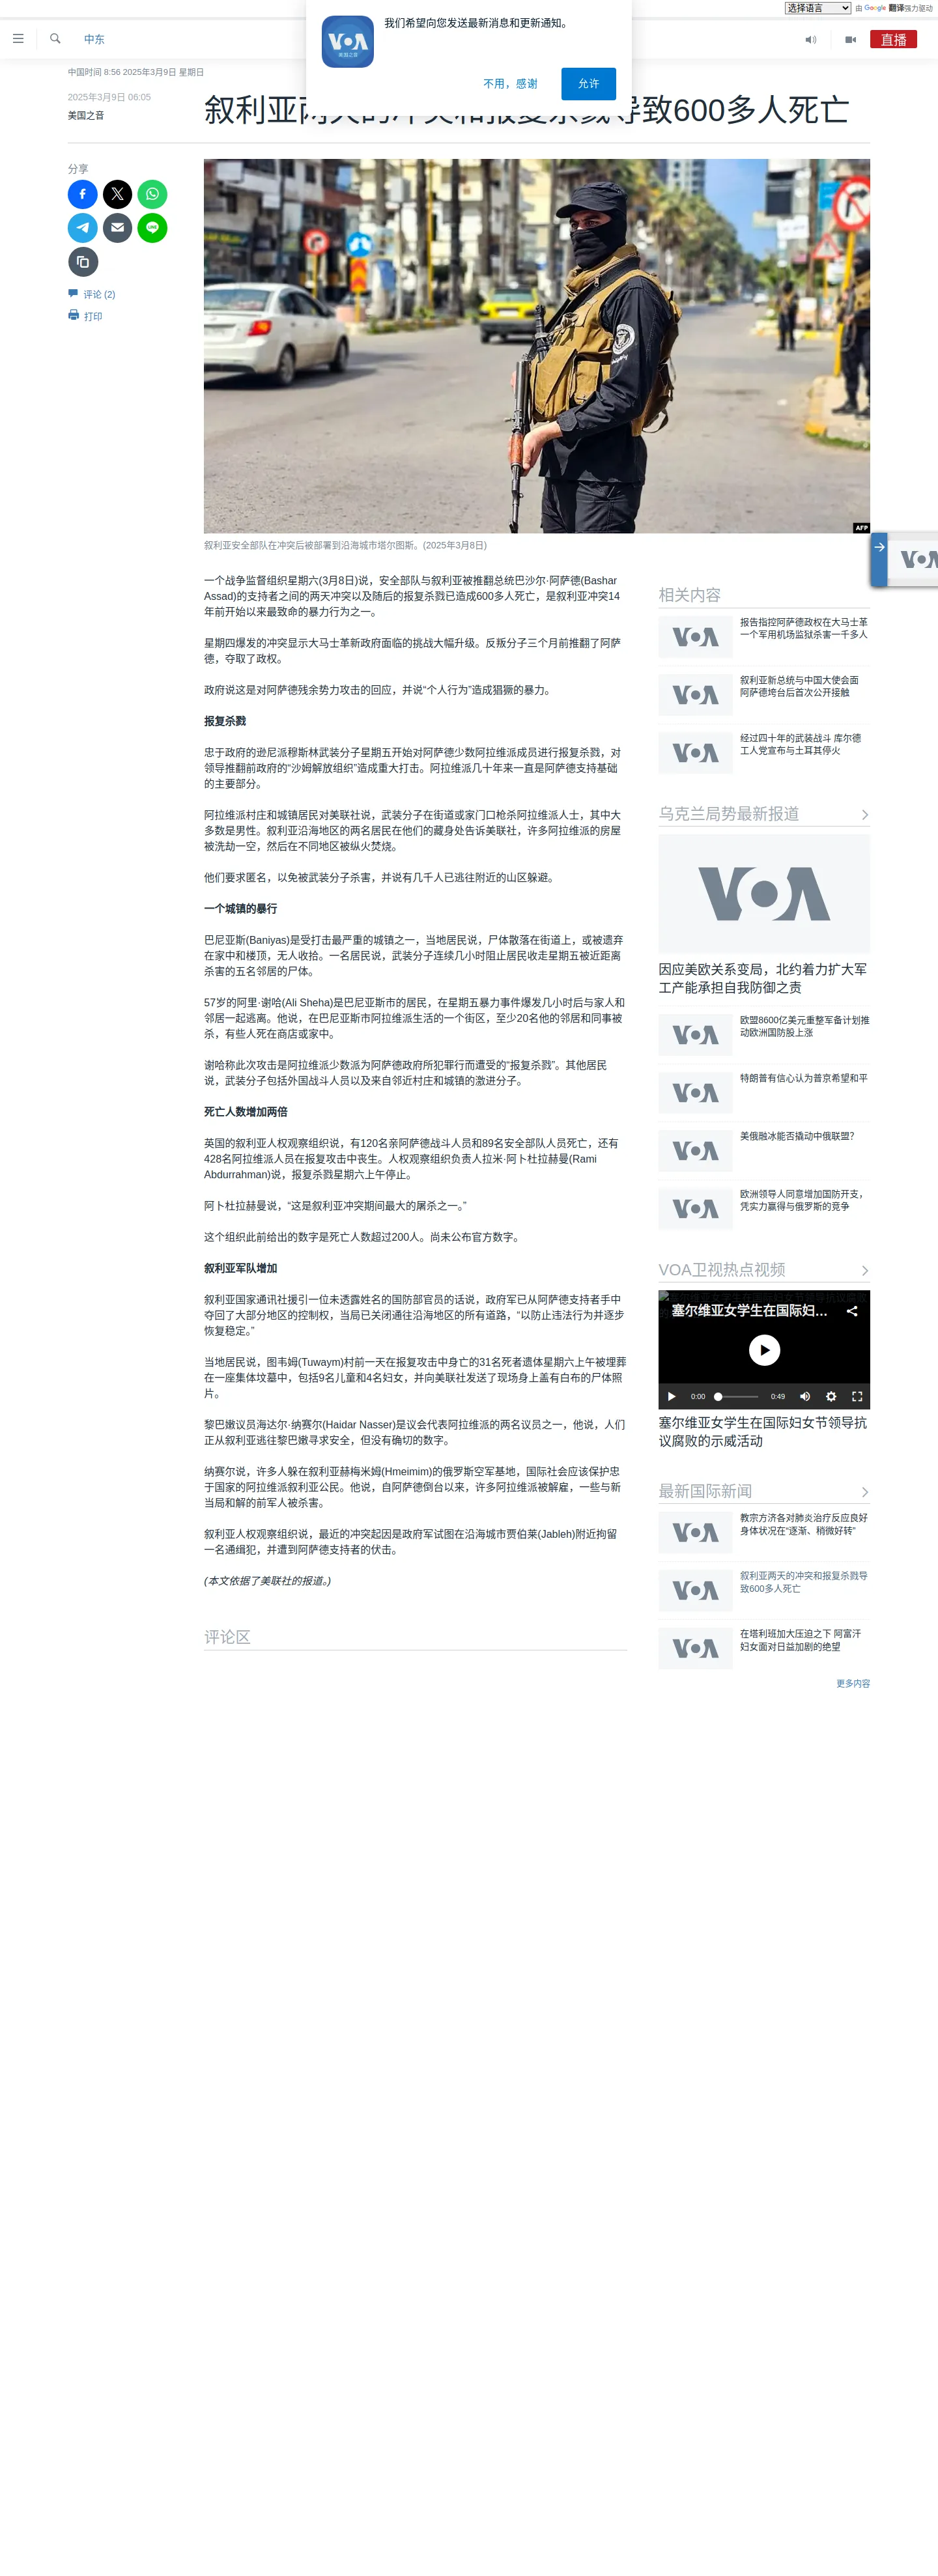 选择语言
由 Google 翻译强力驱动
我们希望向您发送最新消息和更新通知。
不用，感谢
允许
中东
直播
中国时间 8:56 2025年3月9日 星期日
2025年3月9日 06:05
美国之音
导致600多人死亡
分享
评论 (2)
打印
AFP
叙利亚安全部队在冲突后被部署到沿海城市塔尔图斯。(2025年3月8日)
一个战争监督组织星期六(3月8日)说，安全部队与叙利亚被推翻总统巴沙尔·阿萨德(Bashar
Assad)的支持者之间的两天冲突以及随后的报复杀戮已造成600多人死亡，是叙利亚冲突14
年前开始以来最致命的暴力行为之一。
星期四爆发的冲突显示大马士革新政府面临的挑战大幅升级。反叛分子三个月前推翻了阿萨
德，夺取了政权。
政府说这是对阿萨德残余势力攻击的回应，并说“个人行为”造成猖獗的暴力。
报复杀戮
忠于政府的逊尼派穆斯林武装分子星期五开始对阿萨德少数阿拉维派成员进行报复杀戮，对
领导推翻前政府的“沙姆解放组织”造成重大打击。阿拉维派几十年来一直是阿萨德支持基础
的主要部分。
阿拉维派村庄和城镇居民对美联社说，武装分子在街道或家门口枪杀阿拉维派人士，其中大
多数是男性。叙利亚沿海地区的两名居民在他们的藏身处告诉美联社，许多阿拉维派的房屋
被洗劫一空，然后在不同地区被纵火焚烧。
他们要求匿名，以免被武装分子杀害，并说有几千人已逃往附近的山区躲避。
一个城镇的暴行
巴尼亚斯(Baniyas)是受打击最严重的城镇之一，当地居民说，尸体散落在街道上，或被遗弃
在家中和楼顶，无人收拾。一名居民说，武装分子连续几小时阻止居民收走星期五被近距离
杀害的五名邻居的尸体。
57岁的阿里·谢哈(Ali Sheha)是巴尼亚斯市的居民，在星期五暴力事件爆发几小时后与家人和
邻居一起逃离。他说，在巴尼亚斯市阿拉维派生活的一个街区，至少20名他的邻居和同事被
杀，有些人死在商店或家中。
谢哈称此次攻击是阿拉维派少数派为阿萨德政府所犯罪行而遭受的“报复杀戮”。其他居民
说，武装分子包括外国战斗人员以及来自邻近村庄和城镇的激进分子。
死亡人数增加两倍
英国的叙利亚人权观察组织说，有120名亲阿萨德战斗人员和89名安全部队人员死亡，还有
428名阿拉维派人员在报复攻击中丧生。人权观察组织负责人拉米·阿卜杜拉赫曼(Rami
Abdurrahman)说，报复杀戮星期六上午停止。
阿卜杜拉赫曼说，“这是叙利亚冲突期间最大的屠杀之一。”
这个组织此前给出的数字是死亡人数超过200人。尚未公布官方数字。
叙利亚军队增加
叙利亚国家通讯社援引一位未透露姓名的国防部官员的话说，政府军已从阿萨德支持者手中
夺回了大部分地区的控制权，当局已关闭通往沿海地区的所有道路，“以防止违法行为并逐步
恢复稳定。”
当地居民说，图韦姆(Tuwaym)村前一天在报复攻击中身亡的31名死者遗体星期六上午被埋葬
在一座集体坟墓中，包括9名儿童和4名妇女，并向美联社发送了现场身上盖有白布的尸体照
片。
黎巴嫩议员海达尔·纳赛尔(Haidar Nasser)是议会代表阿拉维派的两名议员之一，他说，人们
正从叙利亚逃往黎巴嫩寻求安全，但没有确切的数字。
纳赛尔说，许多人躲在叙利亚赫梅米姆(Hmeimim)的俄罗斯空军基地，国际社会应该保护忠
于国家的阿拉维派叙利亚公民。他说，自阿萨德倒台以来，许多阿拉维派被解雇，一些与新
当局和解的前军人被杀害。
叙利亚人权观察组织说，最近的冲突起因是政府军试图在沿海城市贾伯莱(Jableh)附近拘留
一名通缉犯，并遭到阿萨德支持者的伏击。
(本文依据了美联社的报道。)
评论区
相关内容
报告指控阿萨德政权在大马士革
一个军用机场监狱杀害一千多人
叙利亚新总统与中国大使会面
阿萨德垮台后首次公开接触
经过四十年的武装战斗 库尔德
工人党宣布与土耳其停火
乌克兰局势最新报道
VOA
因应美欧关系变局，北约着力扩大军
工产能承担自我防御之责
欧盟8600亿美元重整军备计划推
动欧洲国防股上涨
特朗普有信心认为普京希望和平
美俄融冰能否撬动中俄联盟？
欧洲领导人同意增加国防开支，
凭实力赢得与俄罗斯的竞争
VOA卫视热点视频
塞尔维亚女学生在国际妇...
0:00
0:49
塞尔维亚女学生在国际妇女节领导抗
议腐败的示威活动
最新国际新闻
教宗方济各对肺炎治疗反应良好
身体状况在“逐渐、稍微好转”
叙利亚两天的冲突和报复杀戮导
致600多人死亡
在塔利班加大压迫之下 阿富汗
妇女面对日益加剧的绝望
更多内容